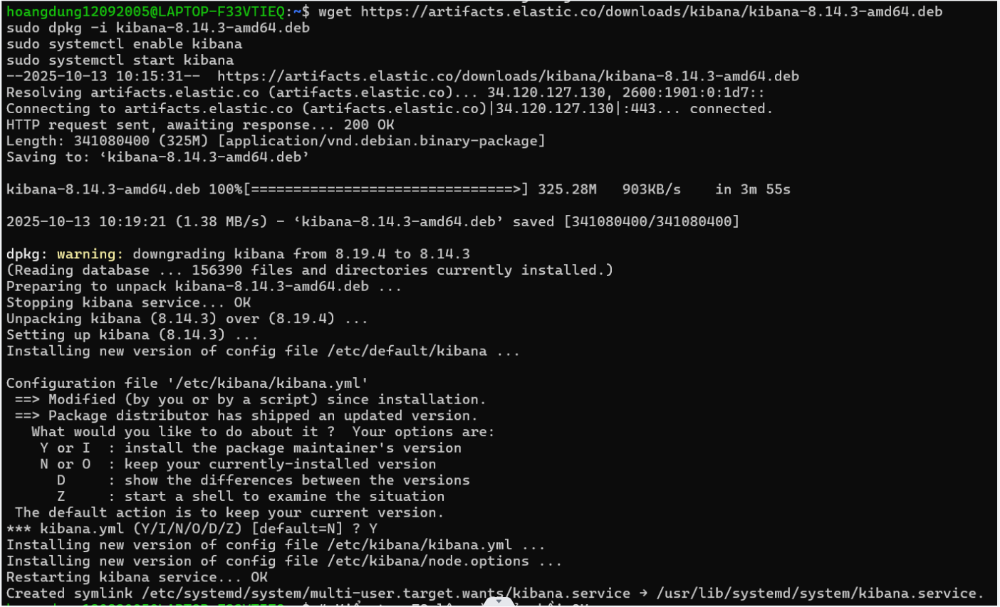 hoangdung12092005@LAPTOP-F33VTIEQ:~$ wget https://artifacts.elastic.co/downloads/kibana/kibana-8.14.3-amd64.deb
sudo dpkg -i kibana-8.14.3-amd64.deb
sudo systemctl enable kibana
sudo systemctl start kibana
--2025-10-13 10:15:31--  https://artifacts.elastic.co/downloads/kibana/kibana-8.14.3-amd64.deb
Resolving artifacts.elastic.co (artifacts.elastic.co)... 34.120.127.130, 2600:1901:0:1d7::
Connecting to artifacts.elastic.co (artifacts.elastic.co)|34.120.127.130|:443... connected.
HTTP request sent, awaiting response... 200 OK
Length: 341080400 (325M) [application/vnd.debian.binary-package]
Saving to: ‘kibana-8.14.3-amd64.deb’
kibana-8.14.3-amd64.deb 100%[===============================>] 325.28M   903KB/s    in 3m 55s
2025-10-13 10:19:21 (1.38 MB/s) - ‘kibana-8.14.3-amd64.deb’ saved [341080400/341080400]
dpkg: warning: downgrading kibana from 8.19.4 to 8.14.3
(Reading database ... 156390 files and directories currently installed.)
Preparing to unpack kibana-8.14.3-amd64.deb ...
Stopping kibana service... OK
Unpacking kibana (8.14.3) over (8.19.4) ...
Setting up kibana (8.14.3) ...
Installing new version of config file /etc/default/kibana ...
Configuration file '/etc/kibana/kibana.yml'
 ==> Modified (by you or by a script) since installation.
 ==> Package distributor has shipped an updated version.
   What would you like to do about it ?  Your options are:
    Y or I  : install the package maintainer's version
    N or O  : keep your currently-installed version
      D     : show the differences between the versions
      Z     : start a shell to examine the situation
 The default action is to keep your current version.
*** kibana.yml (Y/I/N/O/D/Z) [default=N] ? Y
Installing new version of config file /etc/kibana/kibana.yml ...
Installing new version of config file /etc/kibana/node.options ...
Restarting kibana service... OK
Created symlink /etc/systemd/system/multi-user.target.wants/kibana.service → /usr/lib/systemd/system/kibana.service.